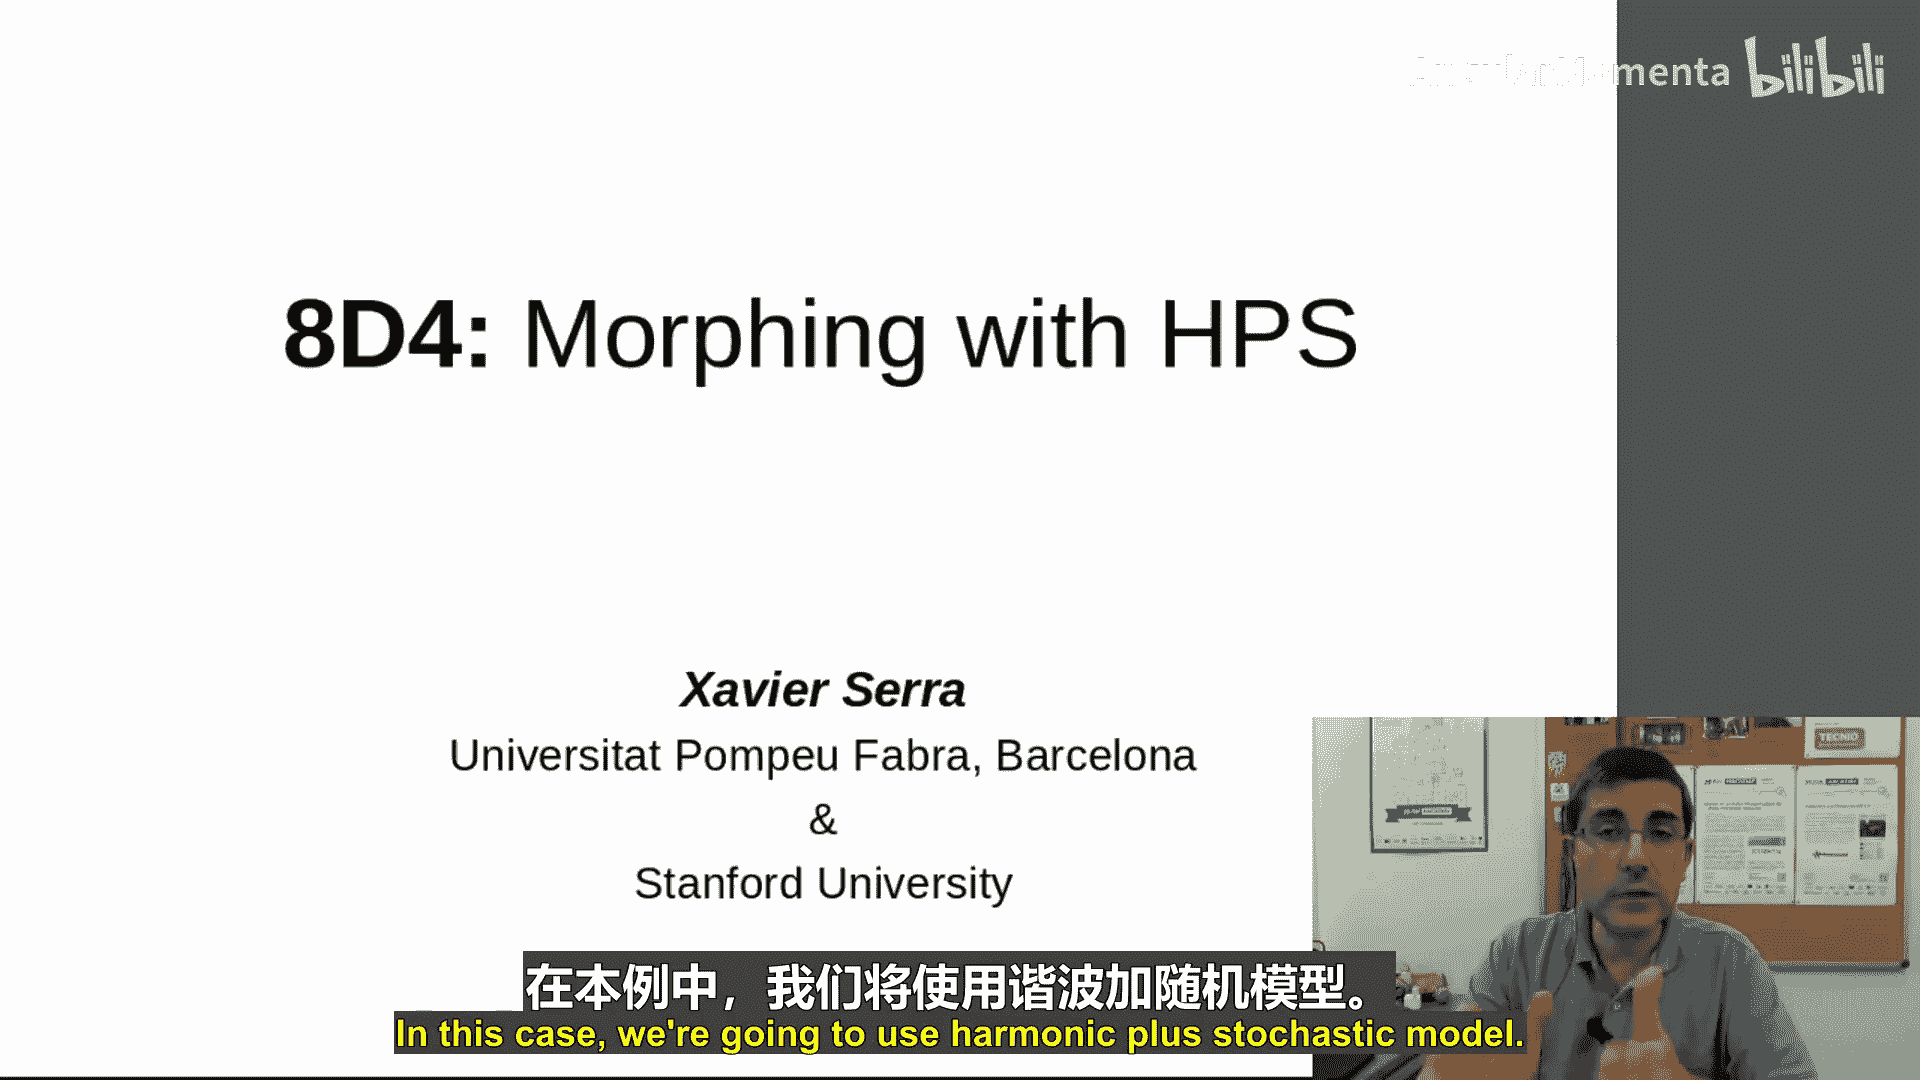 menta bilibili
8D4: Morphing with HPS
Xavier Serra
Universitat Pompeu Fabra, Barcelona
&
Stanford University
TECNIO
在本例中，我们将使用谐波加随机模型。
In this case, we're going to use harmonic plus stochastic model.